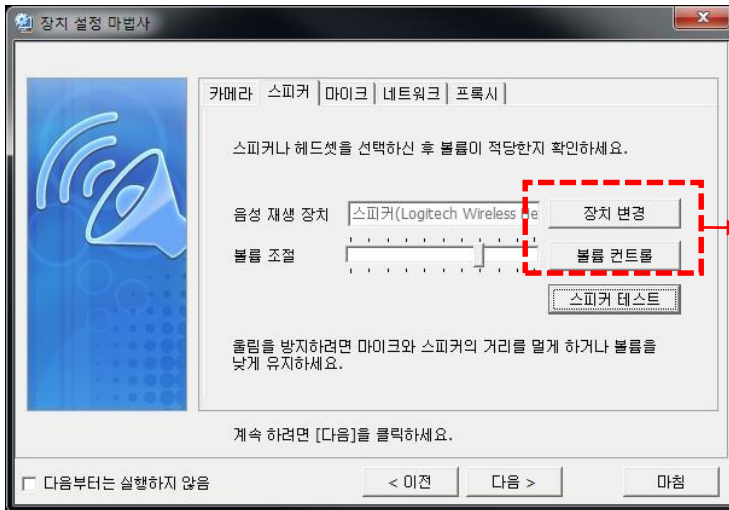 장치 설정 마법사
카메라 스피커 마이크 네트워크 프록시
스피커나 헤드셋을 선택하신 후 볼륨이 적당한지 확인하세요.
음성 재생 장치 스피커(Logitech Wireless He 장치 변경
볼륨 조절 볼륨 컨트롤
스피커 테스트
울림을 방지하려면 마이크와 스피커의 거리를 멀게 하거나 볼륨을
낮게 유지하세요.
계속 하려면 [다음]을 클릭하세요.
다음부터는 실행하지 않음 < 이전 다음 > 마침